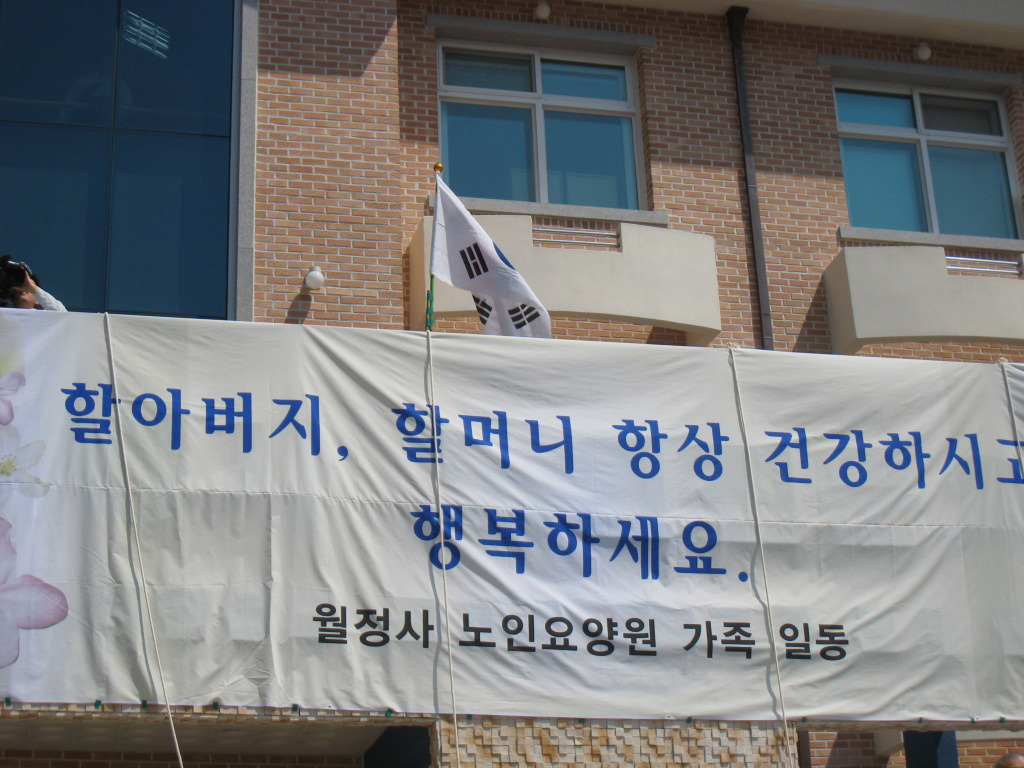 할아버지, 할머니 항상 건강하시고
행복하세요.
월정사 노인요양원 가족 일동